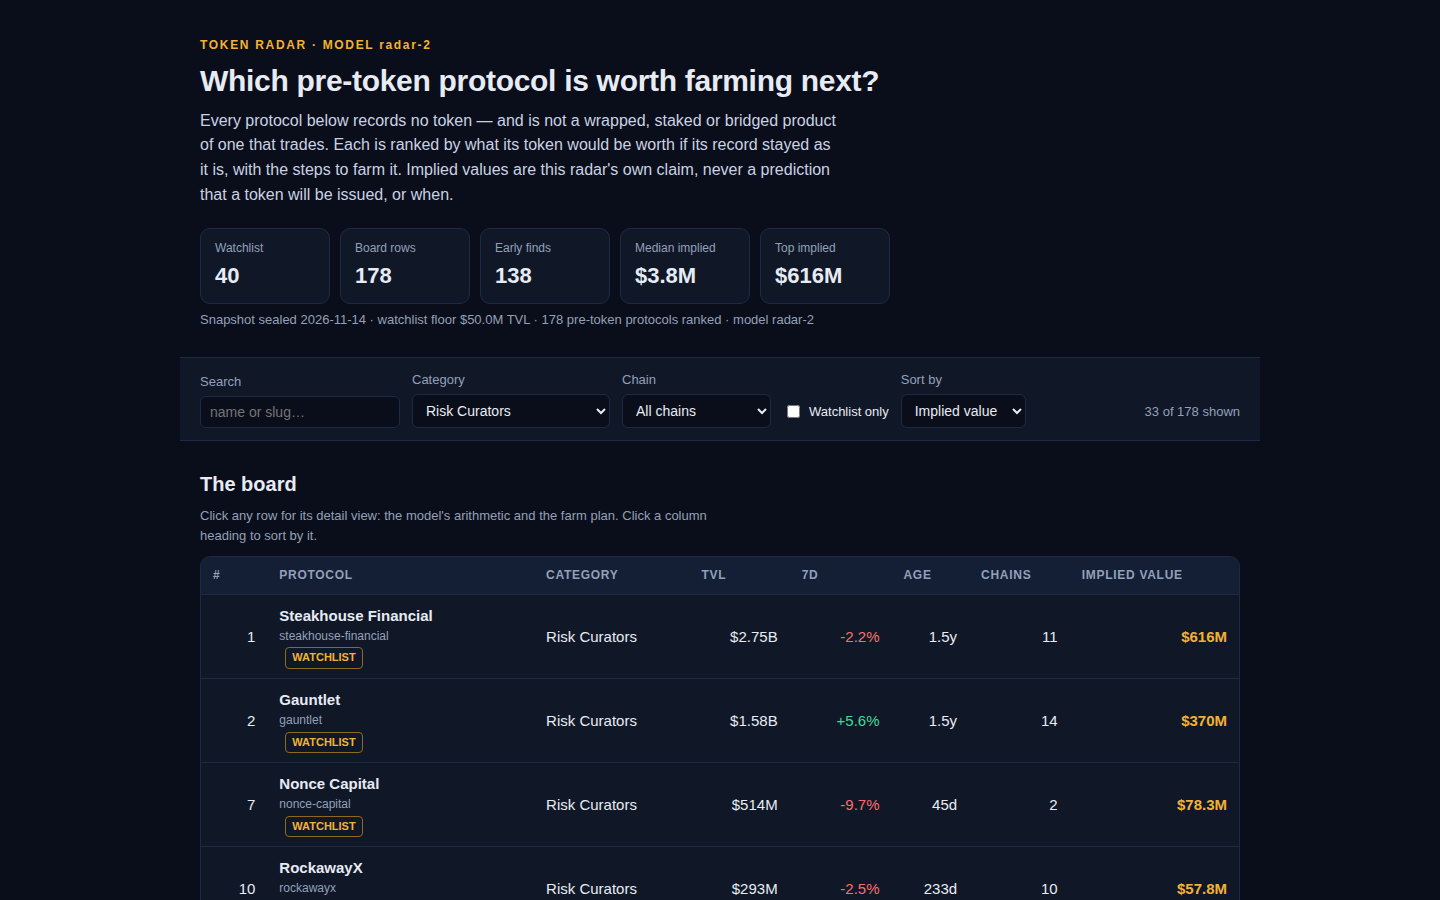 TOKEN RADAR · MODEL radar-2
Which pre-token protocol is worth farming next?
Every protocol below records no token — and is not a wrapped, staked or bridged product
of one that trades. Each is ranked by what its token would be worth if its record stayed as
it is, with the steps to farm it. Implied values are this radar's own claim, never a prediction
that a token will be issued, or when.
Watchlist
40
Board rows
178
Early finds
138
Median implied
$3.8M
Top implied
$616M
Snapshot sealed 2026-11-14 · watchlist floor $50.0M TVL · 178 pre-token protocols ranked · model radar-2
Search
name or slug…
Category
Risk Curators
Chain
All chains
Watchlist only
Sort by
Implied value
33 of 178 shown
The board
Click any row for its detail view: the model's arithmetic and the farm plan. Click a column
heading to sort by it.
# PROTOCOL CATEGORY TVL 7D AGE CHAINS IMPLIED VALUE
1 Steakhouse Financial Risk Curators $2.75B -2.2% 1.5y 11 $616M
steakhouse-financial
WATCHLIST
2 Gauntlet Risk Curators $1.58B +5.6% 1.5y 14 $370M
gauntlet
WATCHLIST
7 Nonce Capital Risk Curators $514M -9.7% 45d 2 $78.3M
nonce-capital
WATCHLIST
10 RockawayX Risk Curators $293M -2.5% 233d 10 $57.8M
rockawayx